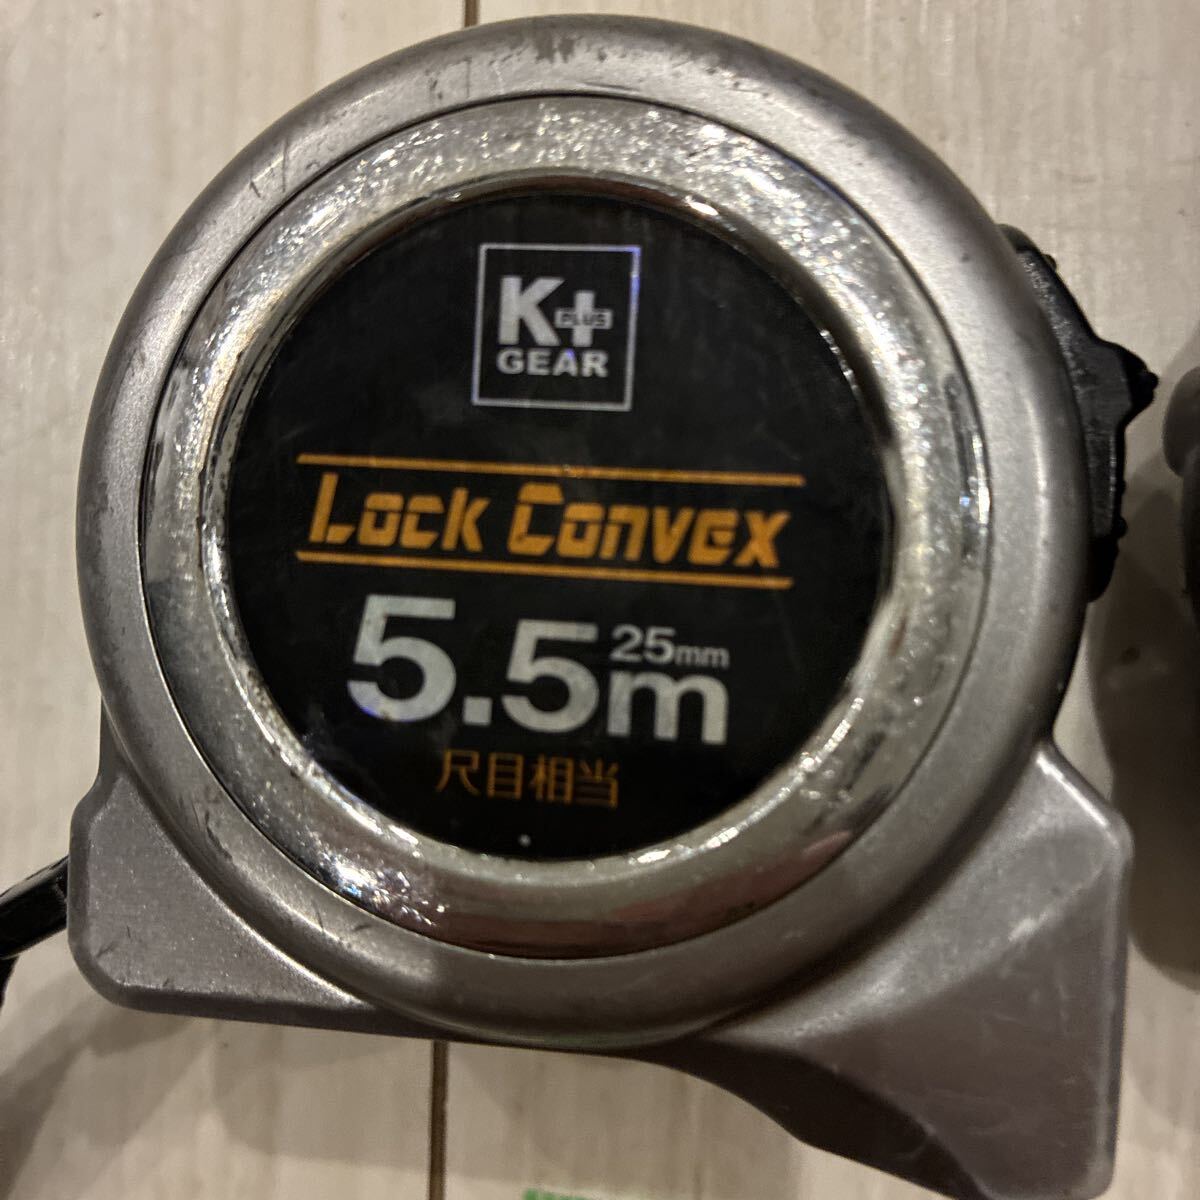 K+
PLUS
GEAR
Lock Convex
25mm
5.5m
尺目相当